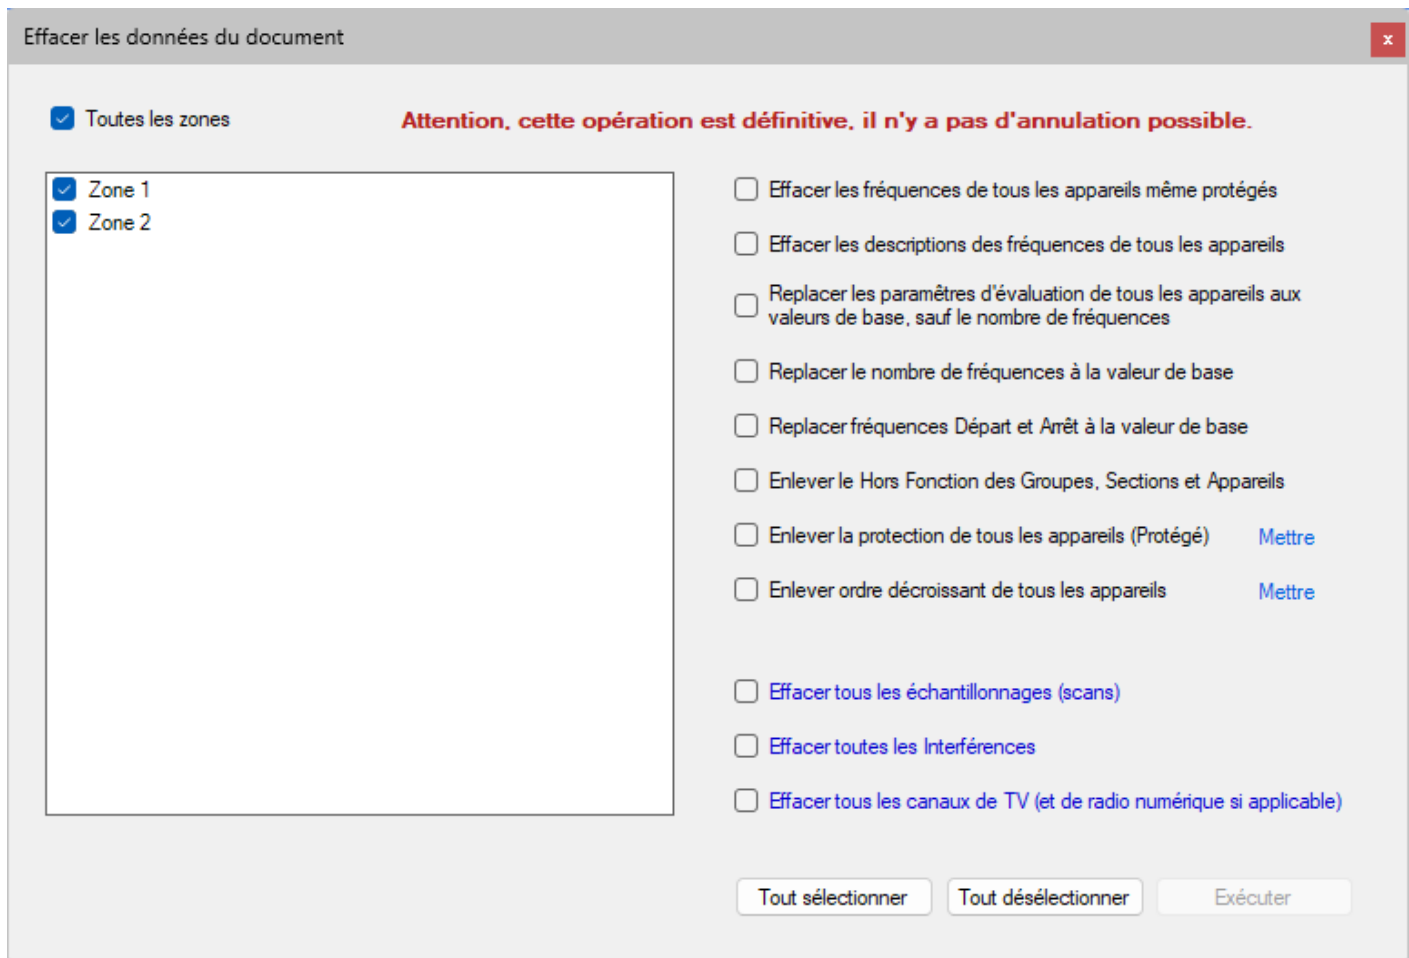 Effacer les données du document
x
Toutes les zones
Attention, cette opération est définitive, il n'y a pas d'annulation possible.
Zone 1
Zone 2
Effacer les fréquences de tous les appareils même protégés
Effacer les descriptions des fréquences de tous les appareils
Replacer les paramêtres d'évaluation de tous les appareils aux
valeurs de base, sauf le nombre de fréquences
Replacer le nombre de fréquences à la valeur de base
Replacer fréquences Départ et Arrêt à la valeur de base
Enlever le Hors Fonction des Groupes, Sections et Appareils
Enlever la protection de tous les appareils (Protégé) Mettre
Enlever ordre décroissant de tous les appareils Mettre
Effacer tous les échantillonnages (scans)
Effacer toutes les Interférences
Effacer tous les canaux de TV (et de radio numérique si applicable)
Tout sélectionner Tout désélectionner Exécuter